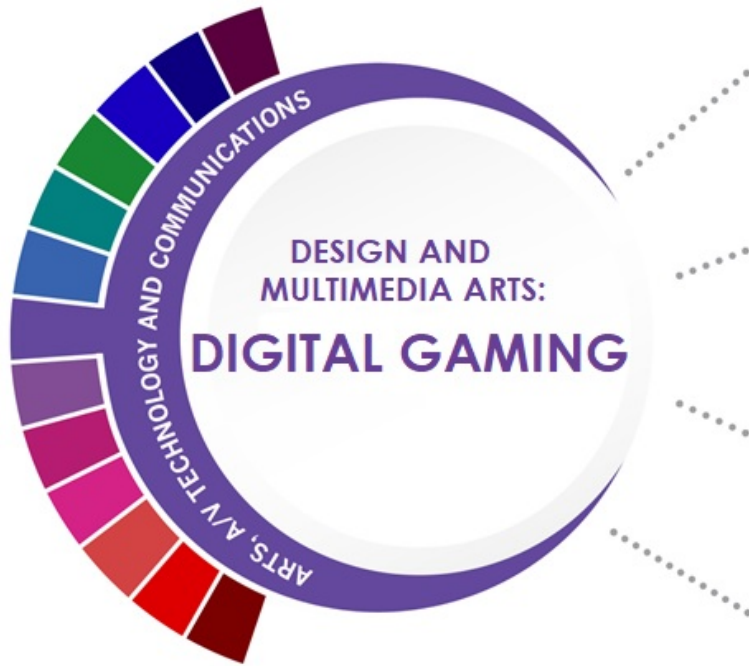 ARTS, A/V TECHNOLOGY AND COMMUNICATIONS
DESIGN AND
MULTIMEDIA ARTS:
DIGITAL GAMING